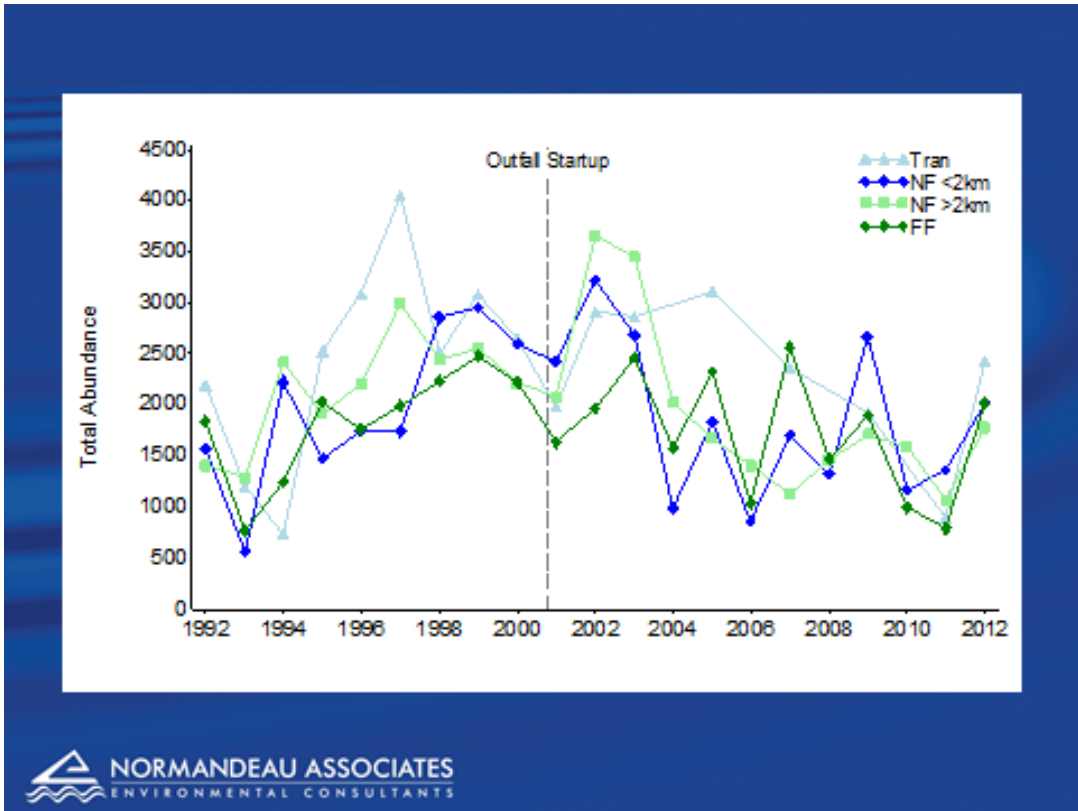 4500
4000
3500
3000
2500
2000
1500
1000
500
0
Total Abundance
Outfall Startup
Tran
NF <2km
NF >2km
FF
1992 1994 1996 1998 2000 2002 2004 2006 2008 2010 2012
NORMANDEAU ASSOCIATES
ENVIRONMENTAL CONSULTANTS